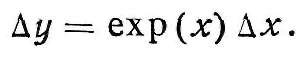 Δy = exp (x) Δx.